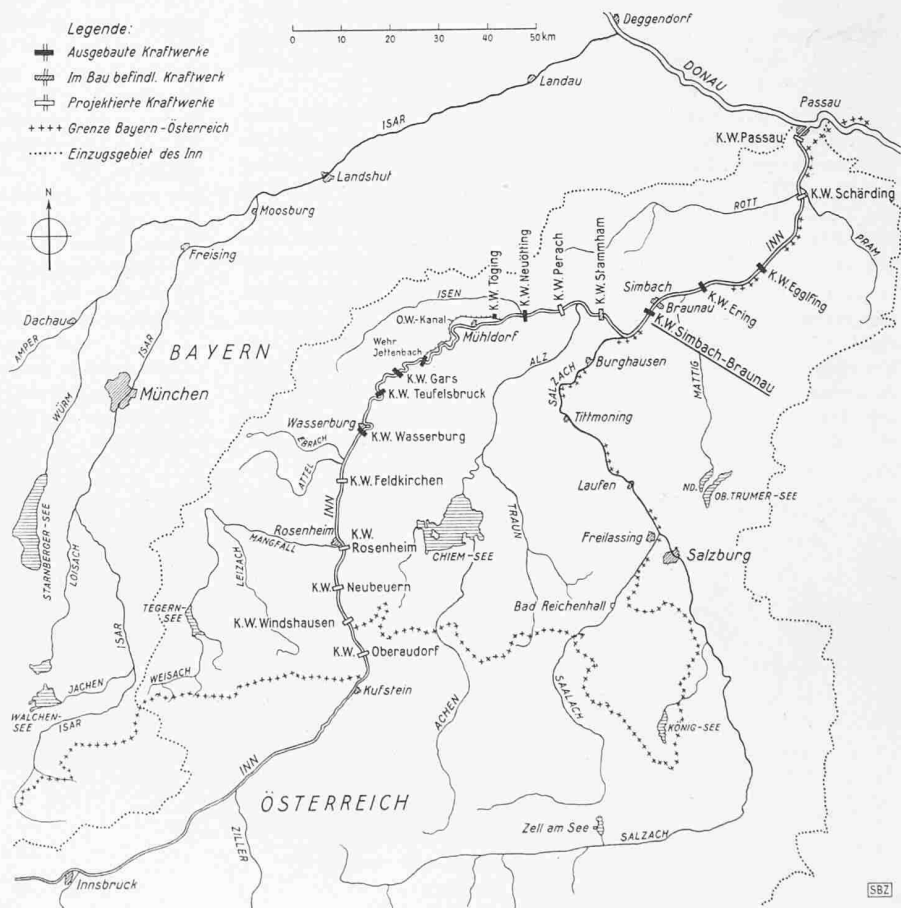 Legende:
Ausgebaute Kraftwerke
Im Bau befindl. Kraftwerk
Projektierte Kraftwerke
++++ Grenze Bayern-Österreich
Einzugsgebiet des Inn
0 10 20 30 40 50 km
N
Deggendorf
DONAU
Landau
ISAR
Passau
K.W. Passau
Landshut
Moosburg
K.W. Schärding
ROTT
Freising
PRAM
INN
K.W. Töging
K.W. Neuötting
K.W. Perach
K.W. Stammham
K.W. Egglfing
ISEN
Simbach
K.W. Ering
Braunau
O.W.-Kanal
Mühldorf
K.W. Simbach-Braunau
Dachau
AMPER
ISAR
BAYERN
Wehr
Jettenbach
ALZ
SALZACH
Burghausen
MATTIG
K.W. Gars
K.W. Teufelsbruck
München
WÜRM
Tittmoning
Wasserburg
K.W. Wasserburg
EBRACH
ATTEL
K.W. Feldkirchen
INN
Laufen
ND.
OB. TRUMER-SEE
STARNBERGER-SEE
LOISACH
Rosenheim
MANGFALL
K.W.
Rosenheim
LEIZACH
CHIEM-SEE
TRAUN
Freilassing
Salzburg
K.W. Neubeuern
TEGERN-
SEE
K.W. Windshausen
Bad Reichenhall
ISAR
K.W. Oberaudorf
WEISACH
Kufstein
JACHEN
WALCHEN-
SEE
ISAR
ACHEN
SAALACH
KÖNIG-SEE
INN
ÖSTERREICH
ZILLER
Zell am See
SALZACH
Innsbruck
SBZ